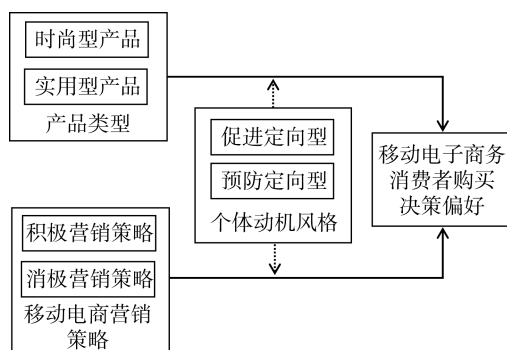 时尚型产品
实用型产品
产品类型
促进定向型
预防定向型
个体动机风格
移动电子商务
消费者购买
决策偏好
积极营销策略
消极营销策略
移动电商营销
策略